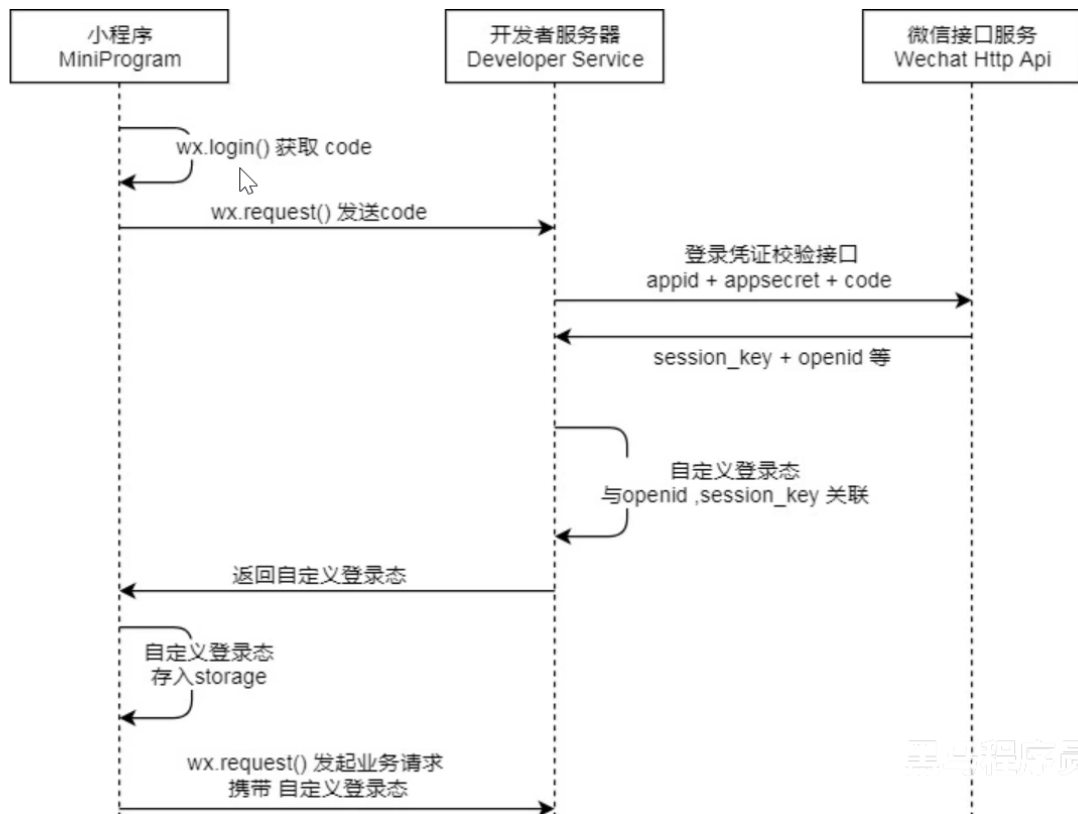 小程序
MiniProgram
开发者服务器
Developer Service
微信接口服务
Wechat Http Api
wx.login() 获取 code
wx.request() 发送code
登录凭证校验接口
appid + appsecret + code
session_key + openid 等
自定义登录态
与openid ,session_key 关联
返回自定义登录态
自定义登录态
存入storage
wx.request() 发起业务请求
携带 自定义登录态
黑马程序员